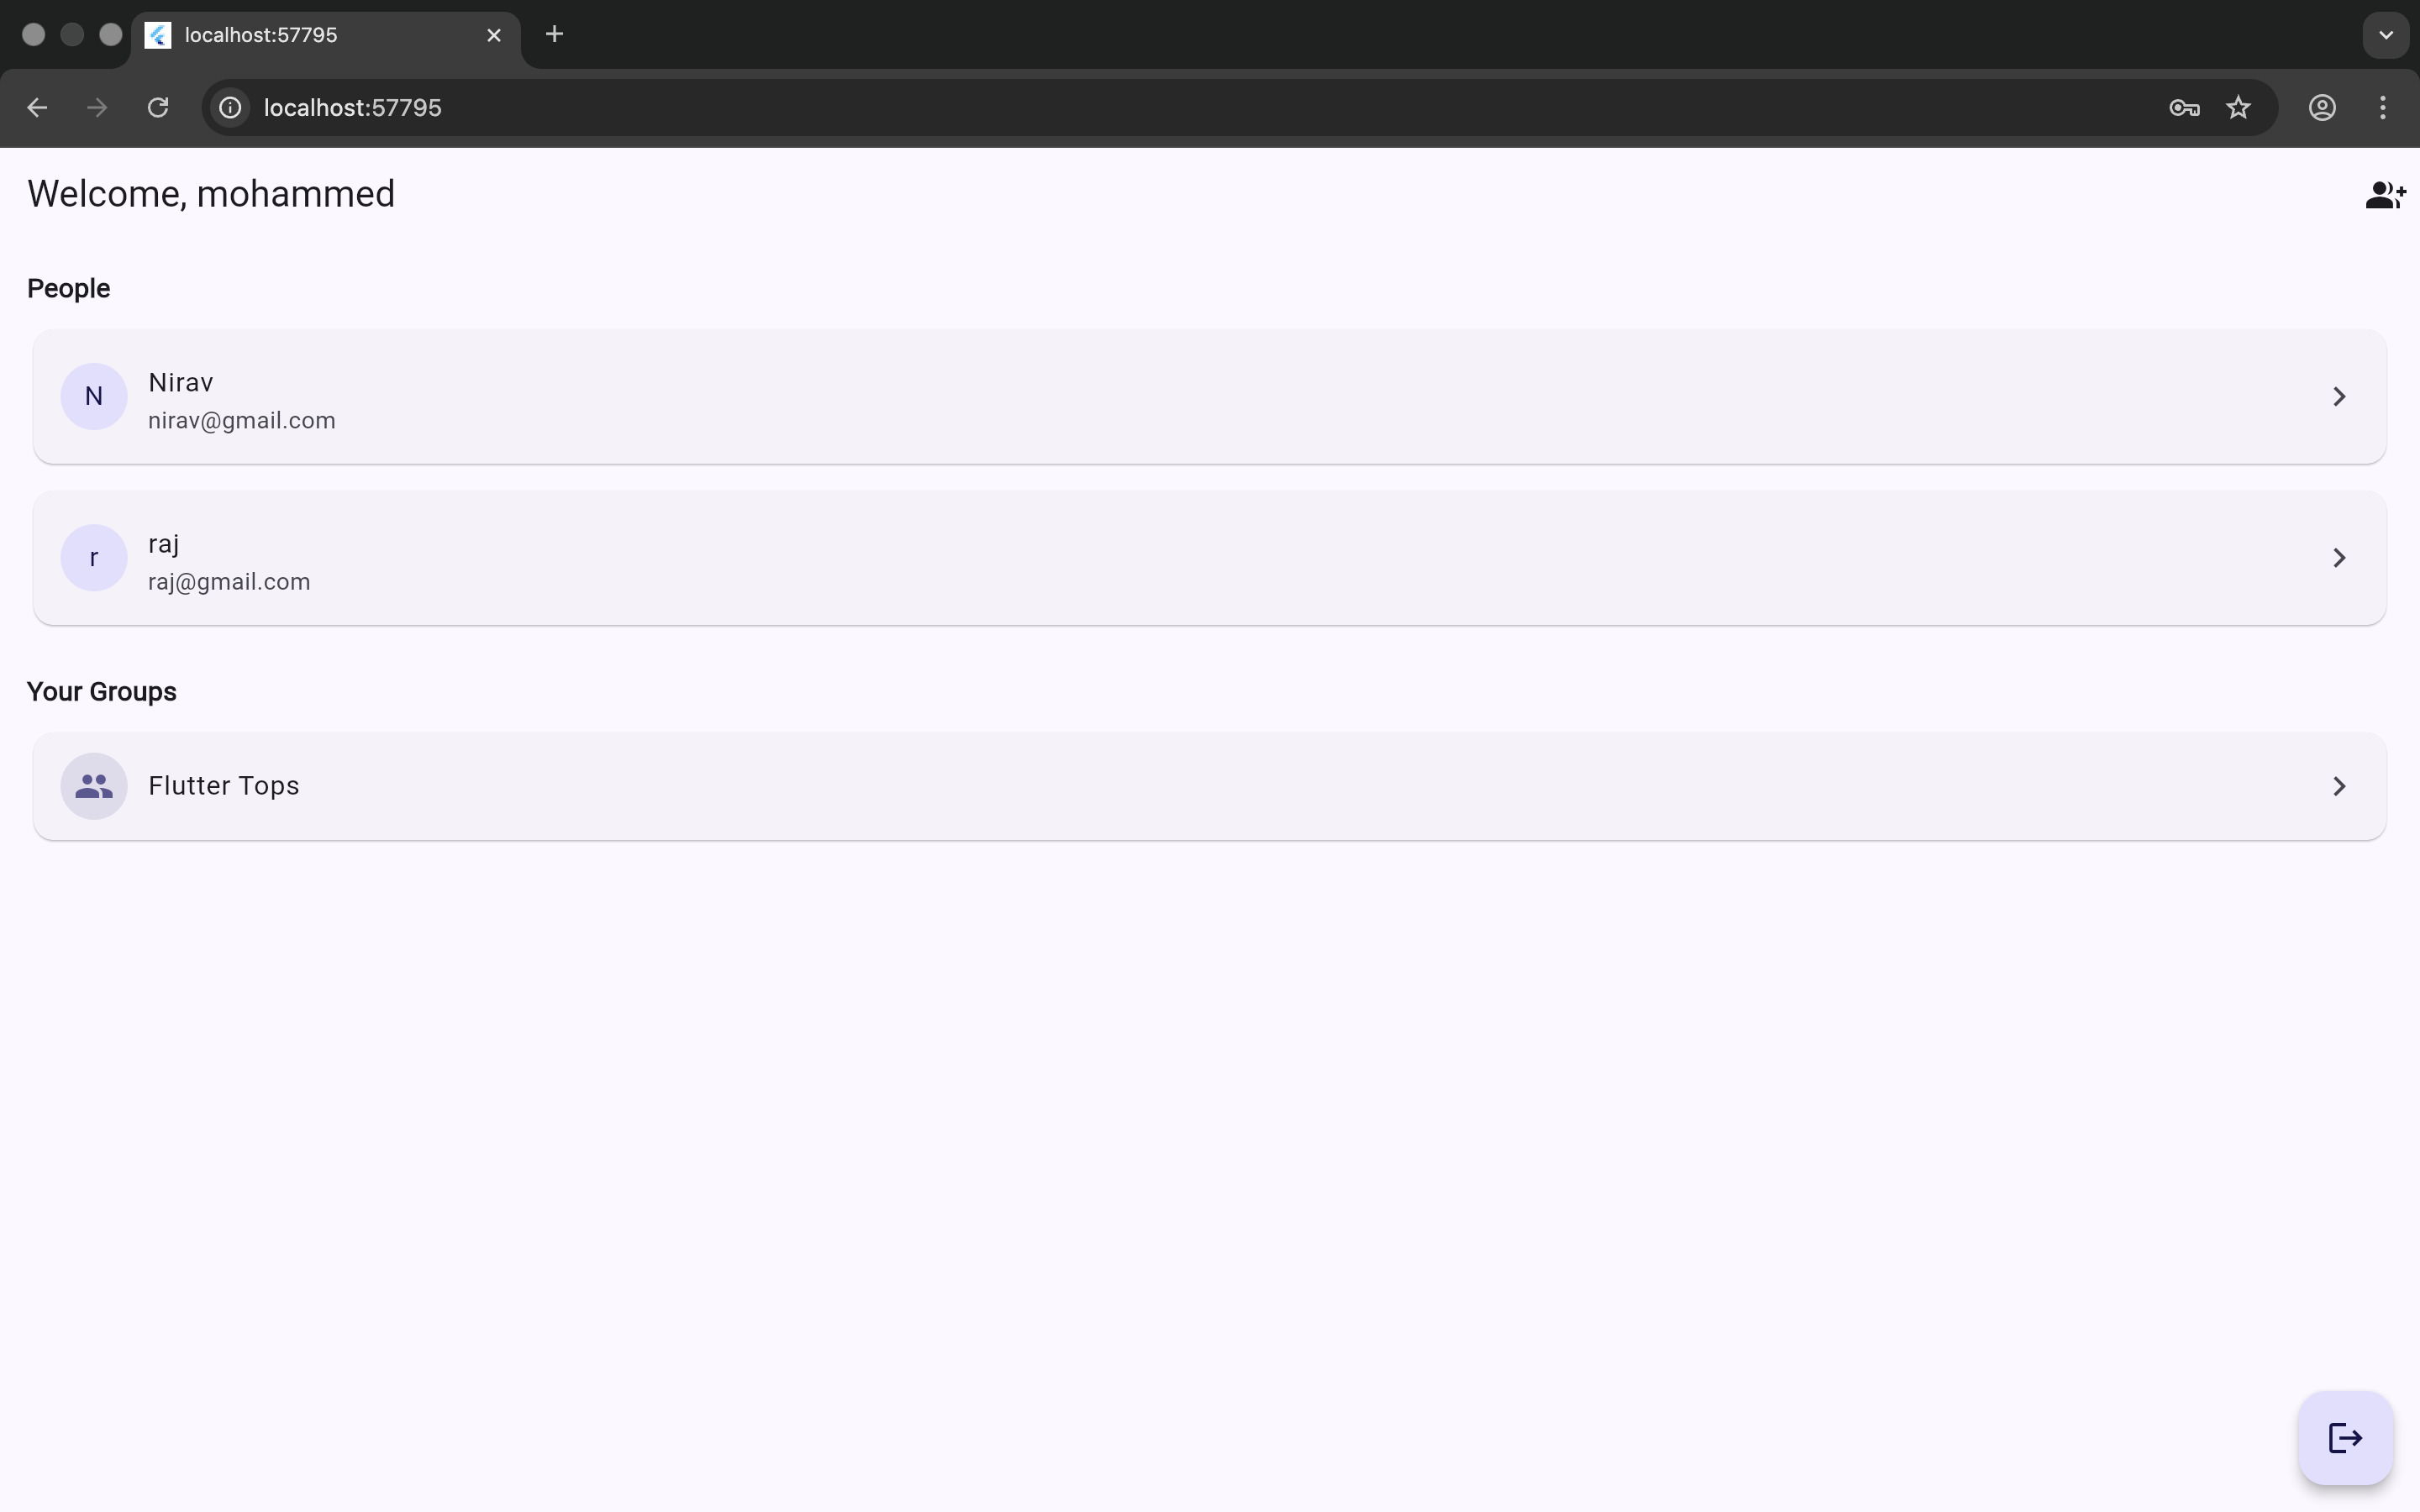 localhost:57795
localhost:57795
Welcome, mohammed
People
N
Nirav
nirav@gmail.com
r
raj
raj@gmail.com
Your Groups
Flutter Tops